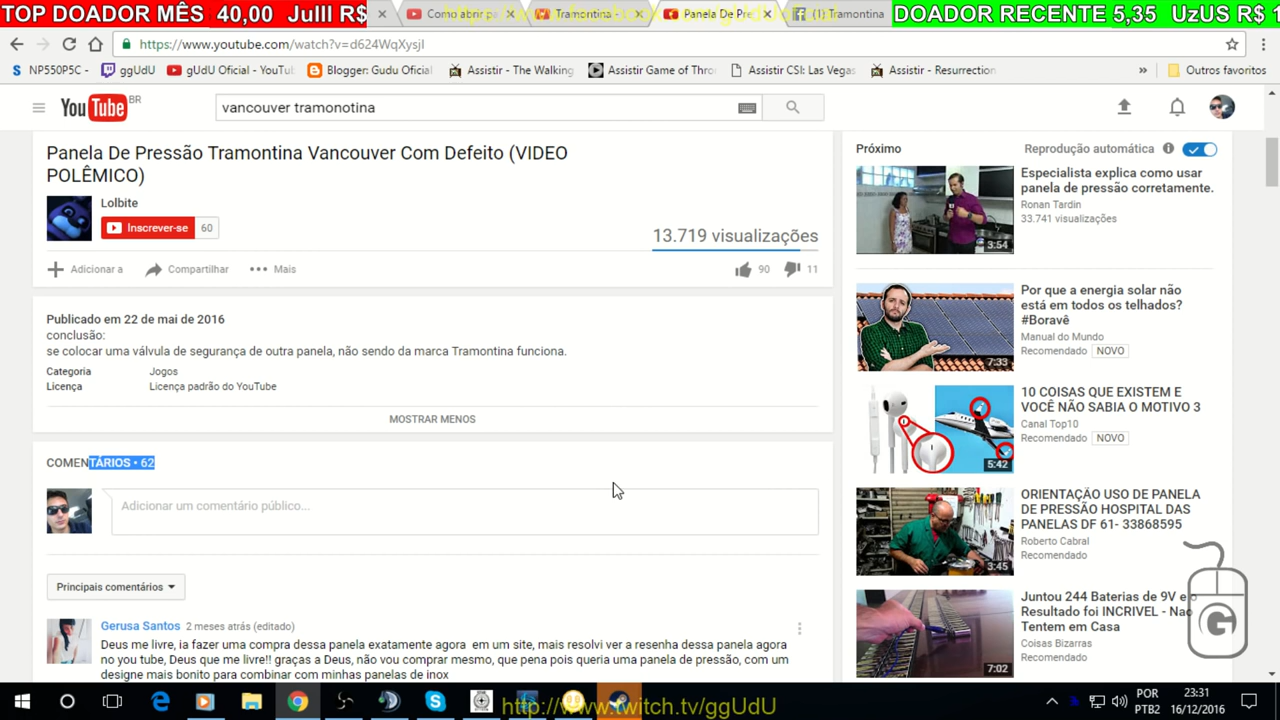 TOP DOADOR MÊS 40,00 Julll R$
Como abrir pa
Tramontina -
Panela De Pre
(1) Tramontina
DOADOR RECENTE 5,35 UzUS R$ 1
https://www.youtube.com/watch?v=d624WqXysjI
NP550P5C -
ggUdU
gUdU Oficial - YouTub
Blogger: Gudu Oficial
Assistir - The Walking
Assistir Game of Thro
Assistir CSI: Las Vegas
Assistir - Resurrection
»
Outros favoritos
YouTube BR
vancouver tramonotina
Panela De Pressão Tramontina Vancouver Com Defeito (VIDEO
POLÊMICO)
Lolbite
Inscrever-se 60
13.719 visualizações
Adicionar a
Compartilhar
Mais
90
11
Publicado em 22 de mai de 2016
conclusão:
se colocar uma válvula de segurança de outra panela, não sendo da marca Tramontina funciona.
Categoria Jogos
Licença Licença padrão do YouTube
MOSTRAR MENOS
COMENTÁRIOS • 62
Adicionar um comentário público...
Principais comentários
Gerusa Santos 2 meses atrás (editado)
Deus me livre, ia fazer uma compra dessa panela exatamente agora em um site, mais resolvi ver a resenha dessa panela agora
no you tube, Deus que me livre!! graças a Deus, não vou comprar mesmo, que pena pois queria uma panela de pressão, com um
designe mais bonito para combinar com minhas panelas de inox
Próximo
Reprodução automática
Especialista explica como usar
panela de pressão corretamente.
Ronan Tardin
33.741 visualizações
3:54
Por que a energia solar não
está em todos os telhados?
#Boravê
Manual do Mundo
Recomendado NOVO
7:33
10 COISAS QUE EXISTEM E
VOCÊ NÃO SABIA O MOTIVO 3
Canal Top10
Recomendado NOVO
5:42
ORIENTAÇÃO USO DE PANELA
DE PRESSÃO HOSPITAL DAS
PANELAS DF 61- 33868595
Roberto Cabral
Recomendado
3:45
Juntou 244 Baterias de 9V e o
Resultado foi INCRIVEL - Nao
Tentem em Casa
Coisas Bizarras
Recomendado
7:02
G
http://www.twitch.tv/ggUdU
POR
PTB2
23:31
16/12/2016